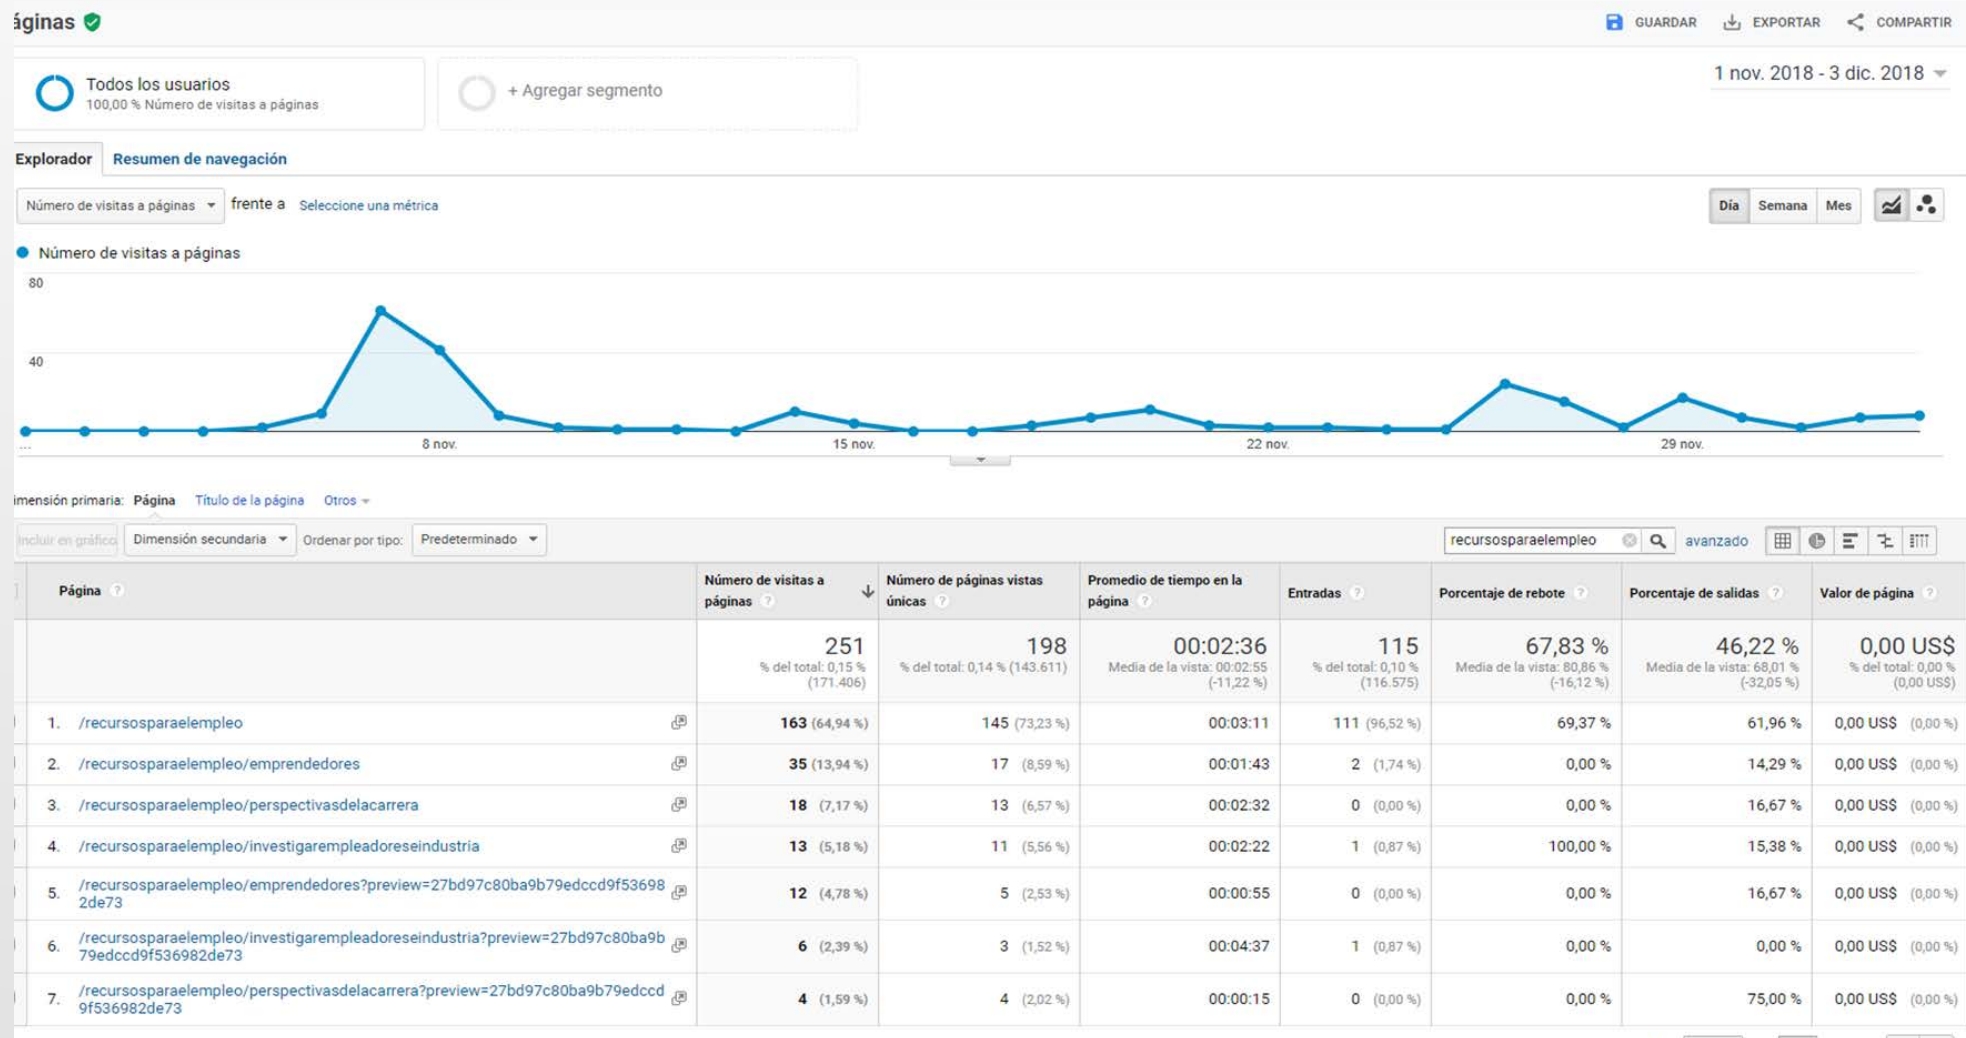 áginas
GUARDAR EXPORTAR COMPARTIR
Todos los usuarios
100,00 % Número de visitas a páginas
+ Agregar segmento
1 nov. 2018 - 3 dic. 2018
Explorador Resumen de navegación
Número de visitas a páginas frente a Seleccione una métrica
Día Semana Mes
Número de visitas a páginas
80
40
... 8 nov. 15 nov. 22 nov. 29 nov.
imensión primaria: Página Título de la página Otros
ncluir en gráfico Dimensión secundaria Ordenar por tipo: Predeterminado recursosparaelempleo avanzado
Página ? Número de visitas a páginas ? Número de páginas vistas únicas ? Promedio de tiempo en la página ? Entradas ? Porcentaje de rebote ? Porcentaje de salidas ? Valor de página ?
251 198 00:02:36 115 67,83 % 46,22 % 0,00 US$
% del total: 0,15 % % del total: 0,14 % (143.611) Media de la vista: 00:02:55 % del total: 0,10 % Media de la vista: 80,86 % Media de la vista: 68,01 % % del total: 0,00 %
(171.406) (-11,22 %) (116.575) (-16,12 %) (-32,05 %) (0,00 US$)
1. /recursosparaelempleo 163 (64,94 %) 145 (73,23 %) 00:03:11 111 (96,52 %) 69,37 % 61,96 % 0,00 US$ (0,00 %)
2. /recursosparaelempleo/emprendedores 35 (13,94 %) 17 (8,59 %) 00:01:43 2 (1,74 %) 0,00 % 14,29 % 0,00 US$ (0,00 %)
3. /recursosparaelempleo/perspectivasdelacarrera 18 (7,17 %) 13 (6,57 %) 00:02:32 0 (0,00 %) 0,00 % 16,67 % 0,00 US$ (0,00 %)
4. /recursosparaelempleo/investigarempleadoreseindustria 13 (5,18 %) 11 (5,56 %) 00:02:22 1 (0,87 %) 100,00 % 15,38 % 0,00 US$ (0,00 %)
5. /recursosparaelempleo/emprendedores?preview=27bd97c80ba9b79edccd9f53698
2de73 12 (4,78 %) 5 (2,53 %) 00:00:55 0 (0,00 %) 0,00 % 16,67 % 0,00 US$ (0,00 %)
6. /recursosparaelempleo/investigarempleadoreseindustria?preview=27bd97c80ba9b
79edccd9f536982de73 6 (2,39 %) 3 (1,52 %) 00:04:37 1 (0,87 %) 0,00 % 0,00 % 0,00 US$ (0,00 %)
7. /recursosparaelempleo/perspectivasdelacarrera?preview=27bd97c80ba9b79edccd
9f536982de73 4 (1,59 %) 4 (2,02 %) 00:00:15 0 (0,00 %) 0,00 % 75,00 % 0,00 US$ (0,00 %)